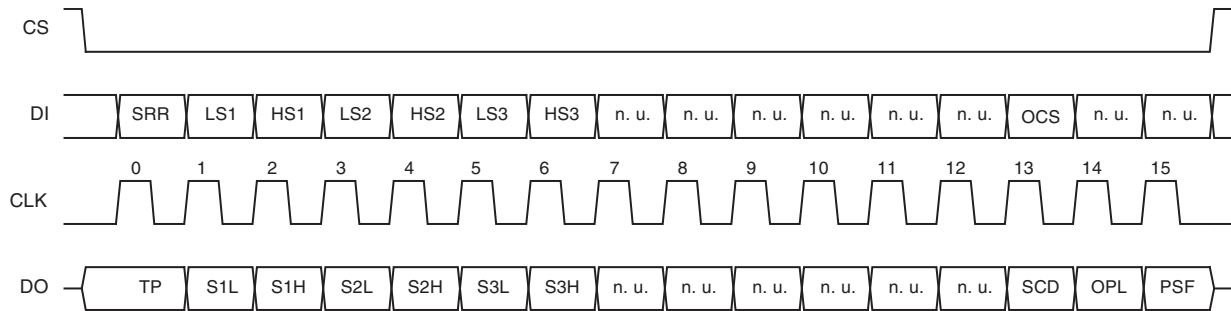 CS
DI SRR LS1 HS1 LS2 HS2 LS3 HS3 n. u. n. u. n. u. n. u. n. u. n. u. OCS n. u. n. u.
0 1 2 3 4 5 6 7 8 9 10 11 12 13 14 15
CLK
DO TP S1L S1H S2L S2H S3L S3H n. u. n. u. n. u. n. u. n. u. n. u. SCD OPL PSF